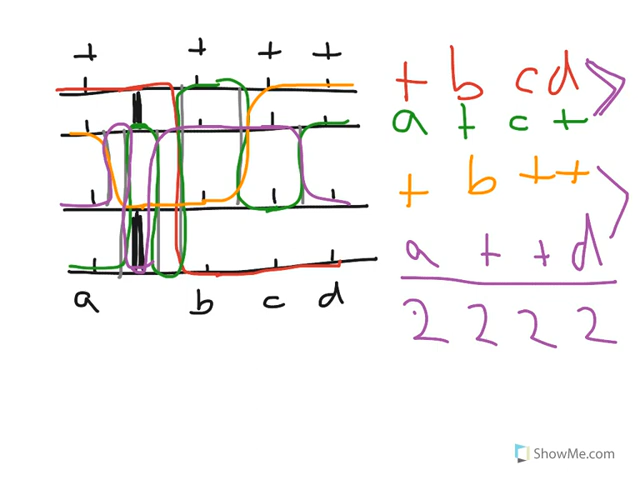 + + + +
+ b c d
a + c +
+ b + +
a + + d
2 2 2 2
a b c d
ShowMe.com